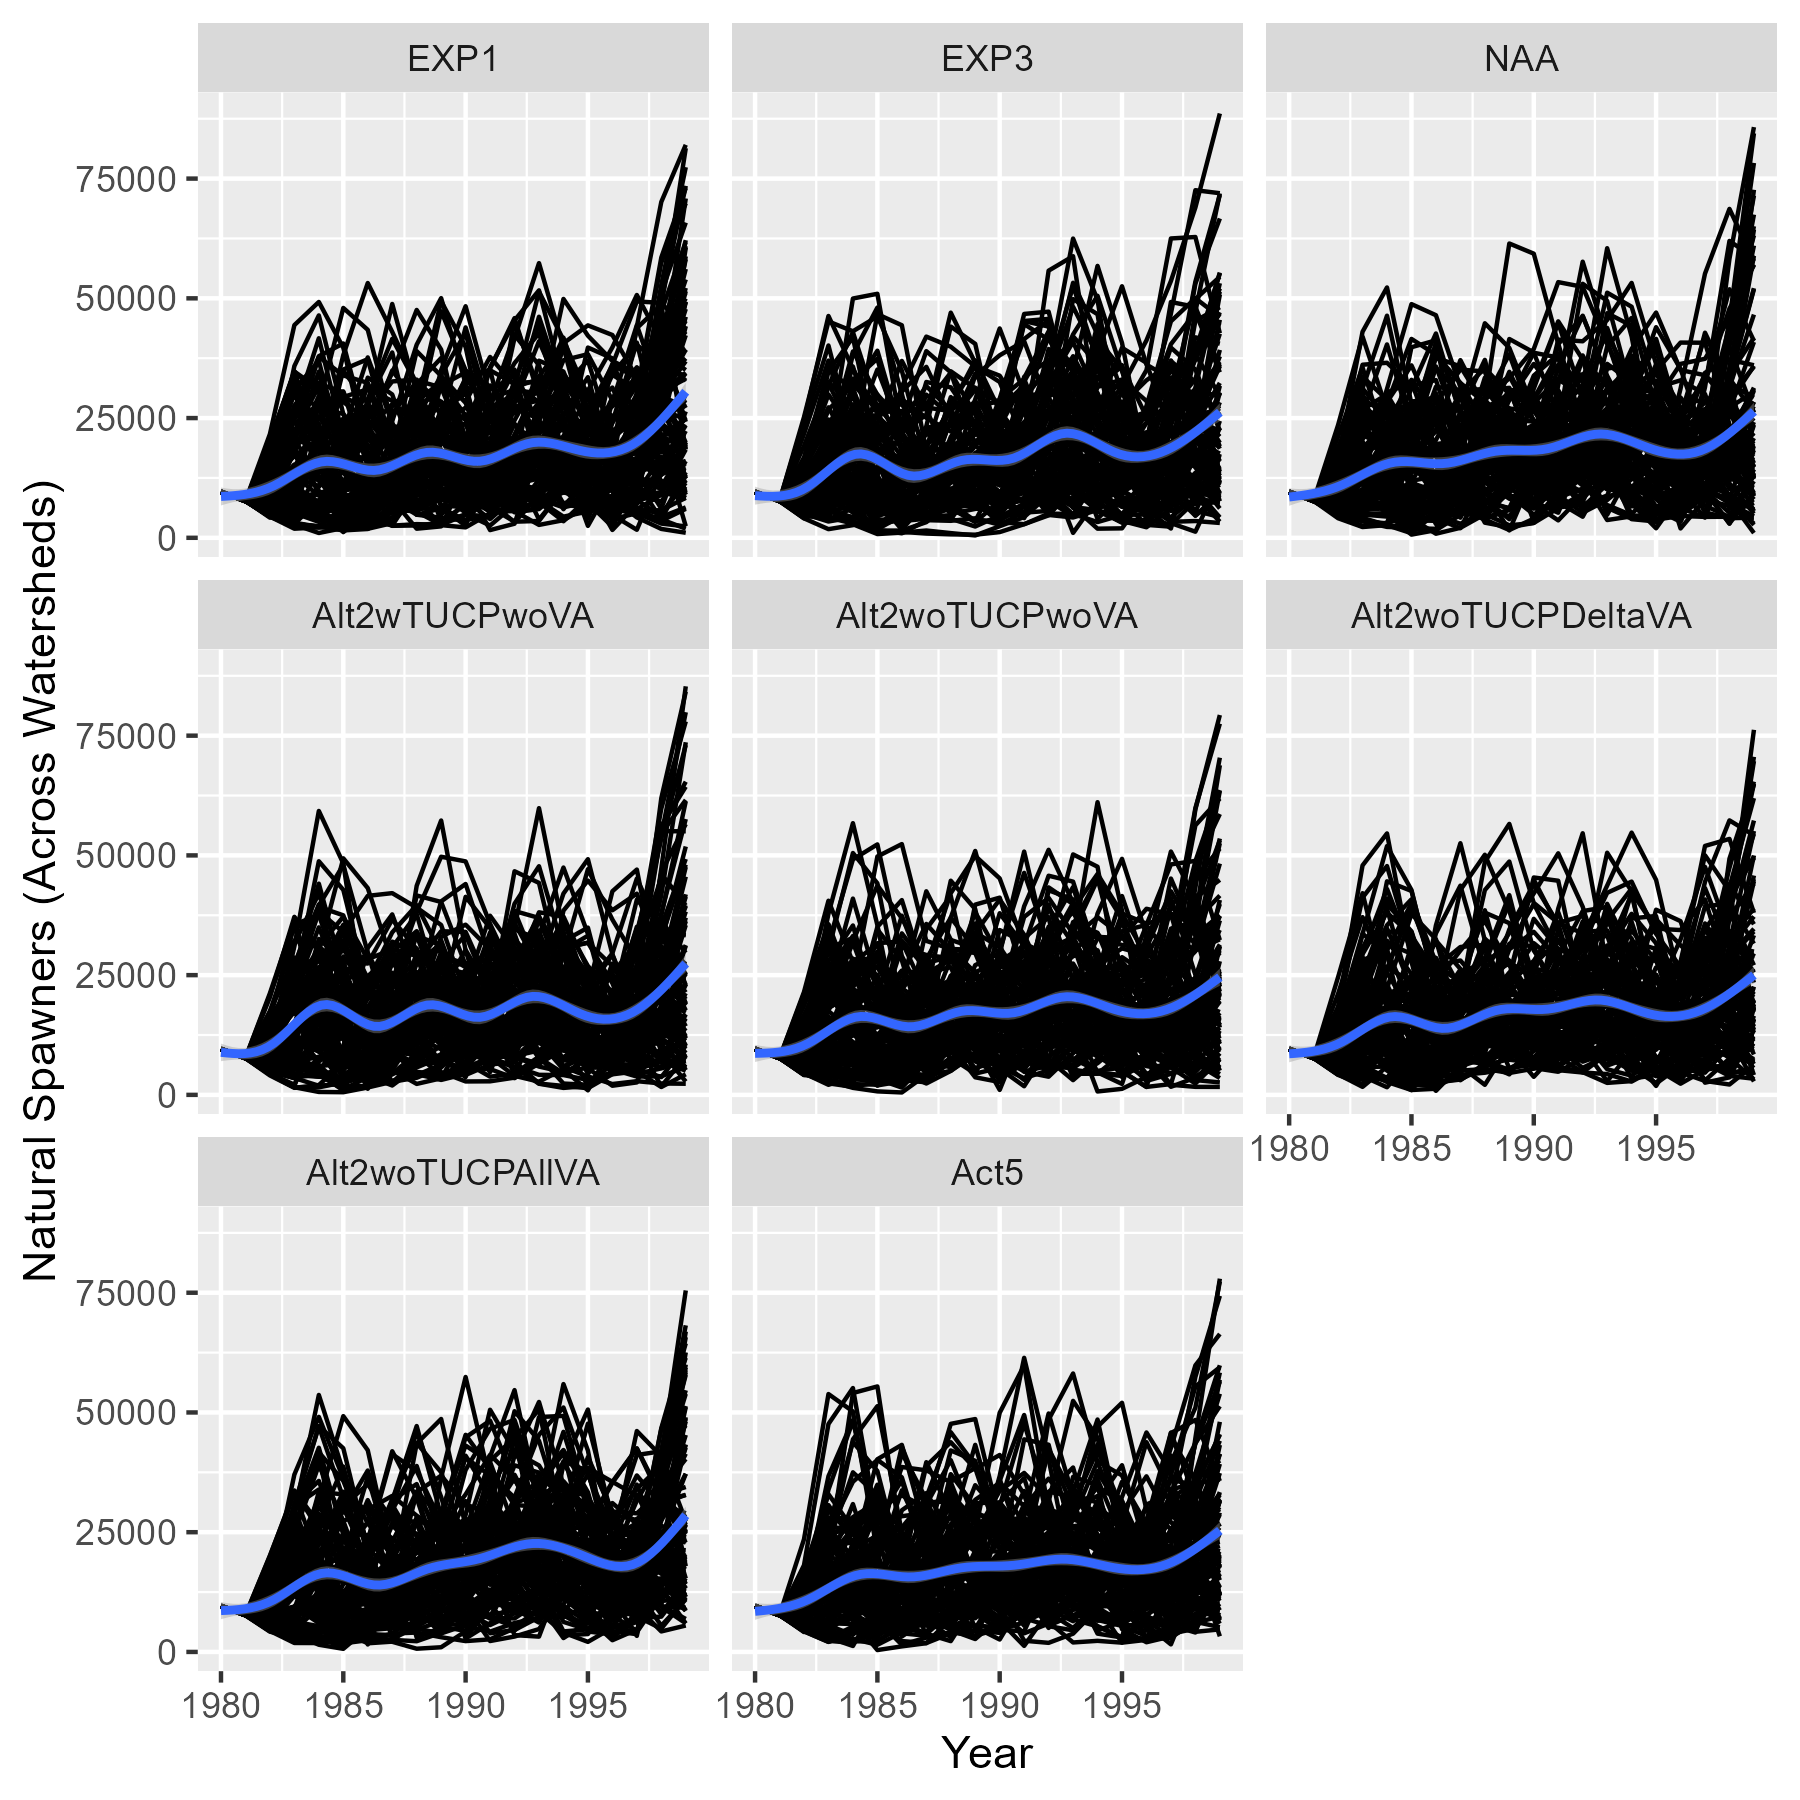 EXP1 EXP3 NAA
75000
50000
25000
0
Alt2wTUCPwoVA Alt2woTUCPwoVA Alt2woTUCPDeltaVA
75000
50000
25000
0
1980 1985 1990 1995
Alt2woTUCPAllVA Act5
75000
50000
25000
0
1980 1985 1990 1995 1980 1985 1990 1995
Year
Natural Spawners (Across Watersheds)